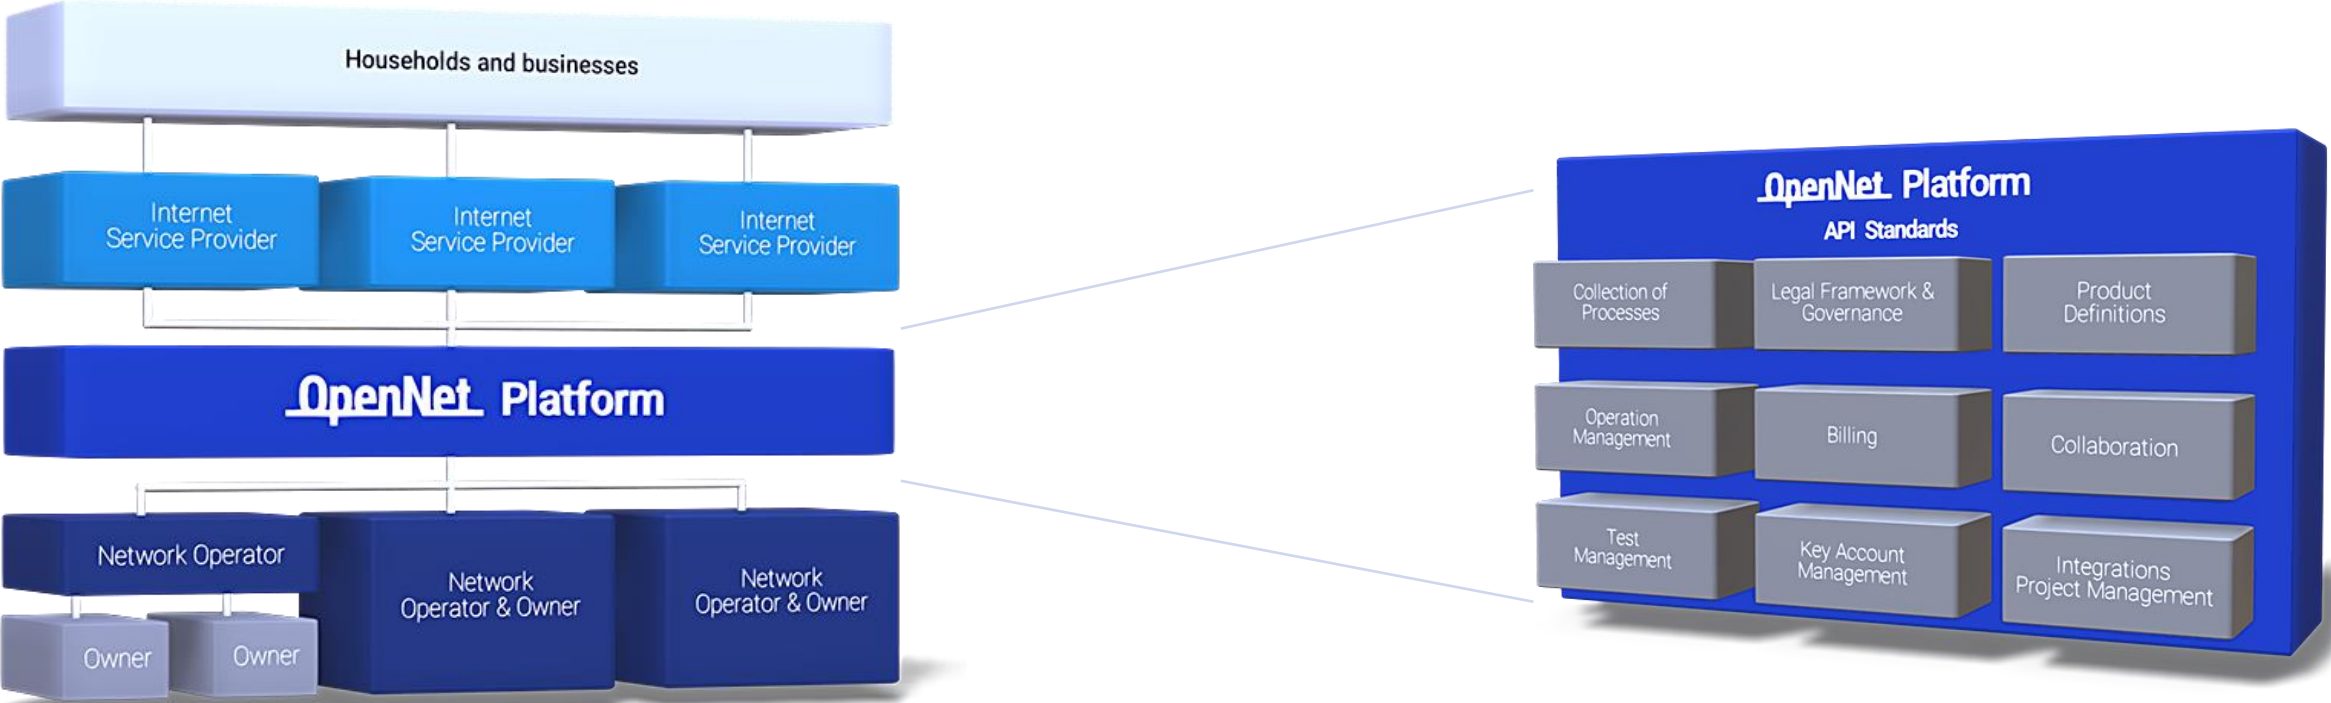 Households and businesses
Internet
Service Provider
Internet
Service Provider
Internet
Service Provider
OpenNet Platform
Network Operator
Owner
Owner
Network
Operator & Owner
Network
Operator & Owner
OpenNet Platform
API Standards
Collection of
Processes
Legal Framework &
Governance
Product
Definitions
Operation
Management
Billing
Collaboration
Test
Management
Key Account
Management
Integrations
Project Management